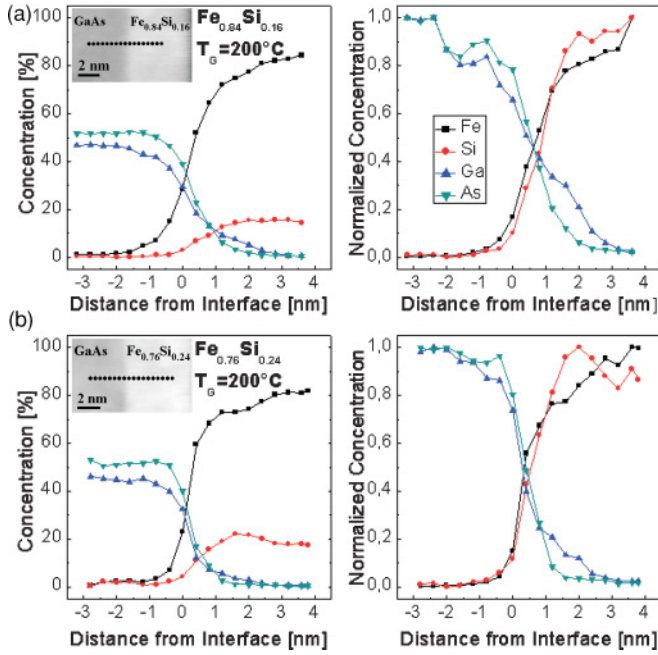 (a)
GaAs Fe0.84Si0.16
2 nm
Fe0.84Si0.16
TG=200°C
Concentration [%]
100
80
60
40
20
0
-3 -2 -1 0 1 2 3 4
Distance from Interface [nm]
Normalized Concentration
1,0
0,8
0,6
0,4
0,2
0,0
Fe
Si
Ga
As
-3 -2 -1 0 1 2 3 4
Distance from Interface [nm]
(b)
GaAs Fe0.76Si0.24
2 nm
Fe0.76Si0.24
TG=200°C
Concentration [%]
100
80
60
40
20
0
-3 -2 -1 0 1 2 3 4
Distance from Interface [nm]
Normalized Concentration
1,0
0,8
0,6
0,4
0,2
0,0
-3 -2 -1 0 1 2 3 4
Distance from Interface [nm]